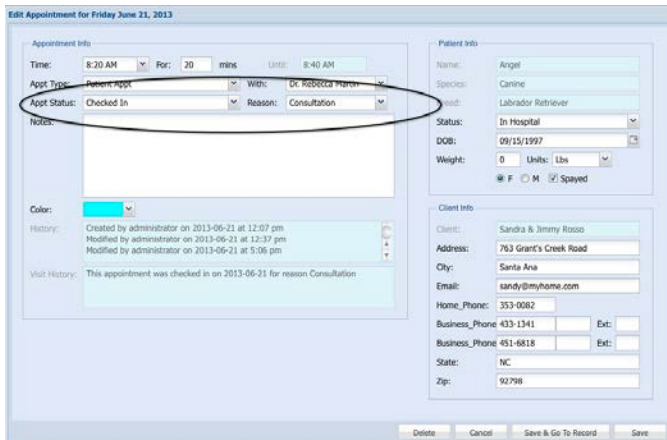 Edit Appointment for Friday June 21, 2013
Appointment Info
Time: 8:20 AM For: 20 mins Until: 8:40 AM
Appt Type: Patient Appt With: Dr. Rebecca Martin
Appt Status: Checked In Reason: Consultation
Notes:
Color:
History: Created by administrator on 2013-06-21 at 12:07 pm
Modified by administrator on 2013-06-21 at 12:37 pm
Modified by administrator on 2013-06-21 at 5:06 pm
Visit History: This appointment was checked in on 2013-06-21 for reason Consultation
Patient Info
Name: Angel
Species: Canine
Breed: Labrador Retriever
Status: In Hospital
DOB: 09/15/1997
Weight: 0 Units: Lbs
F M Spayed
Client Info
Client: Sandra & Jimmy Rosso
Address: 763 Grant's Creek Road
City: Santa Ana
Email: sandy@myhome.com
Home_Phone: 353-0082
Business_Phone 433-1341 Ext:
Business_Phone 451-6818 Ext:
State: NC
Zip: 92798
Delete Cancel Save & Go To Record Save